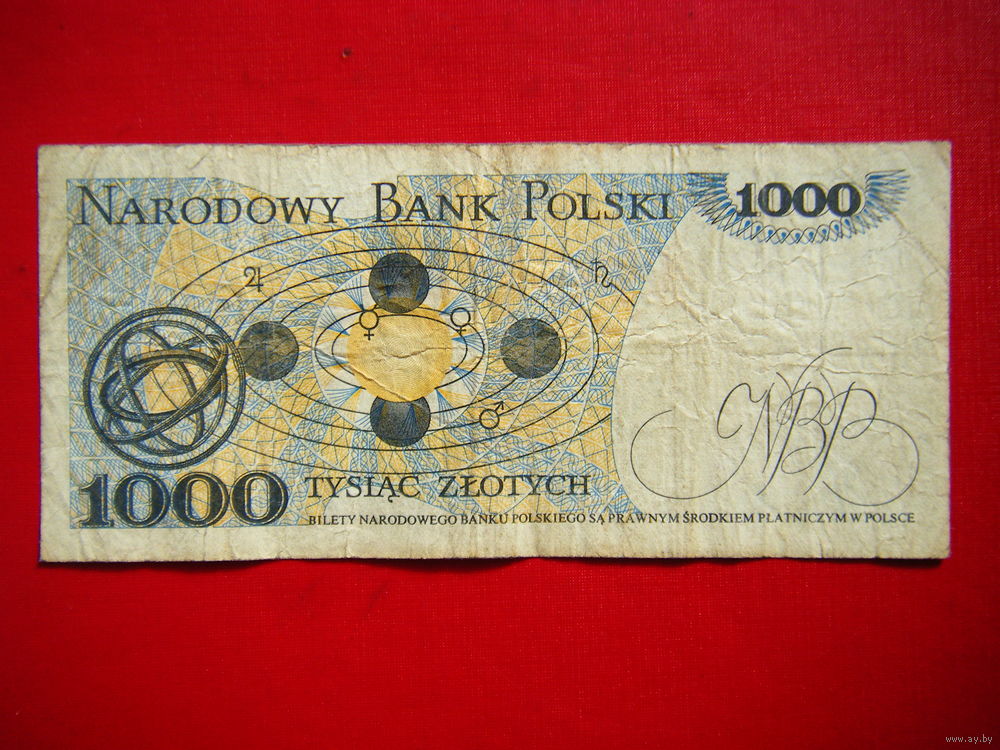 NARODOWY BANK POLSKI 1000
♃ ♄
☿ ♀
♂
NBP
1000 TYSIĄC ZŁOTYCH
BILETY NARODOWEGO BANKU POLSKIEGO SĄ PRAWNYM ŚRODKIEM PŁATNICZYM W POLSCE
www.ay.by